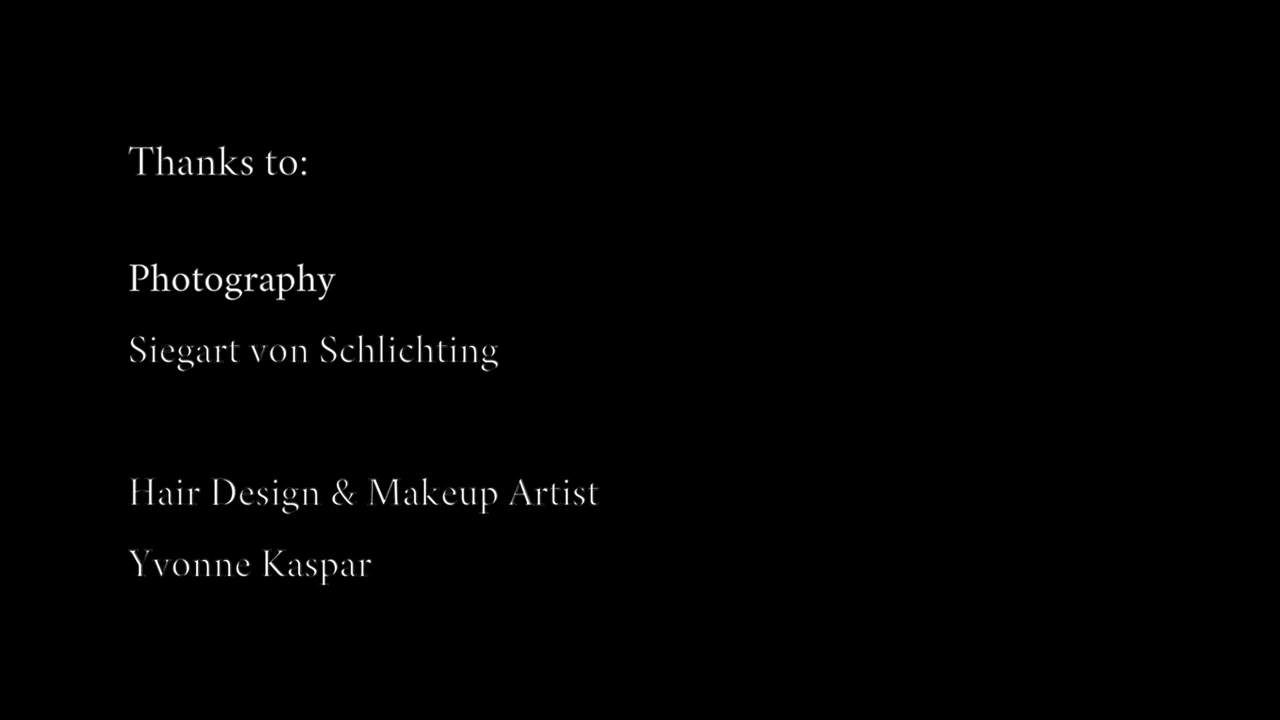 Thanks to:
Photography
Siegart von Schlichting
Hair Design & Makeup Artist
Yvonne Kaspar